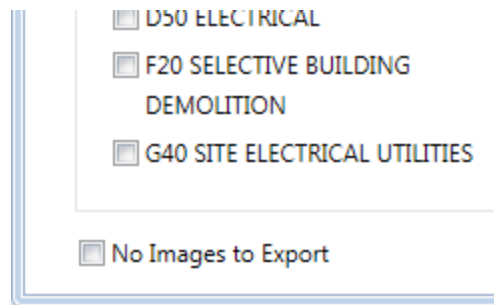 D50 ELECTRICAL
F20 SELECTIVE BUILDING
DEMOLITION
G40 SITE ELECTRICAL UTILITIES
No Images to Export